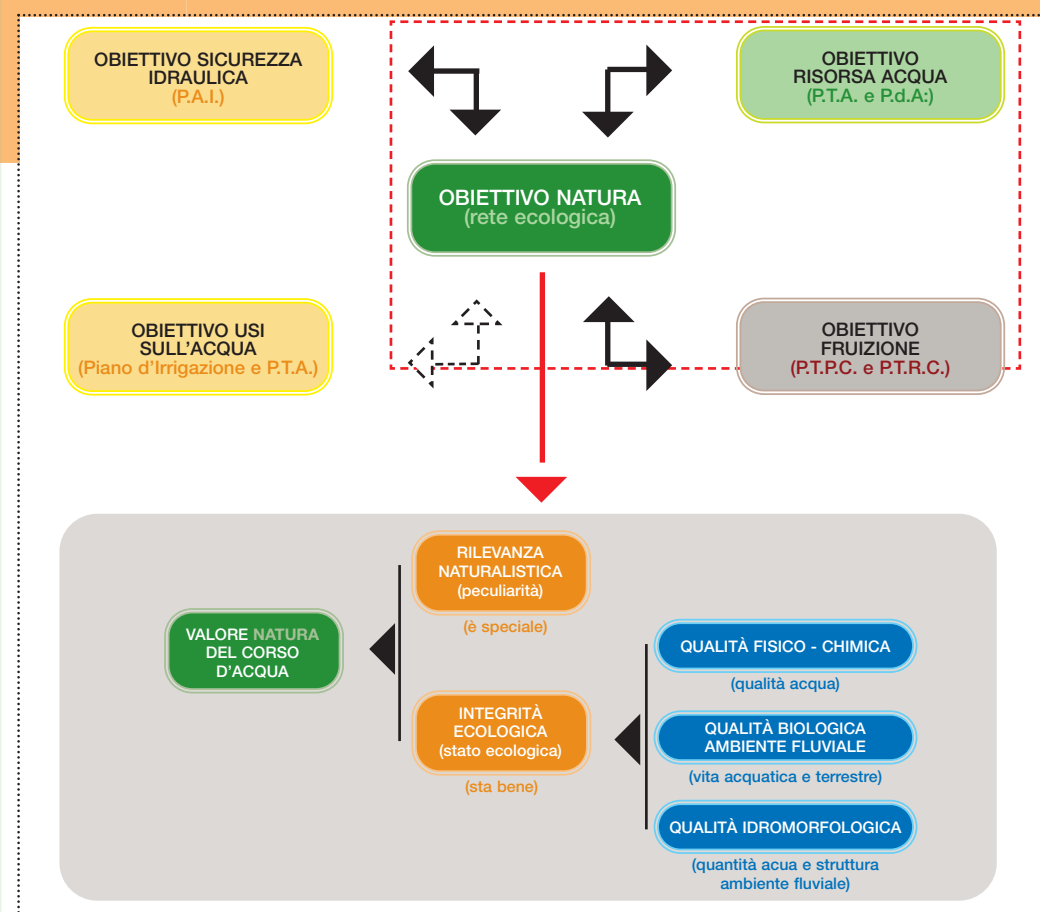 OBIETTIVO SICUREZZA
IDRAULICA
(P.A.I.)
OBIETTIVO
RISORSA ACQUA
(P.T.A. e P.d.A:)
OBIETTIVO NATURA
(rete ecologica)
OBIETTIVO USI
SULL'ACQUA
(Piano d'Irrigazione e P.T.A.)
OBIETTIVO
FRUIZIONE
(P.T.P.C. e P.T.R.C.)
RILEVANZA
NATURALISTICA
(peculiarità)
(è speciale)
VALORE NATURA
DEL CORSO
D'ACQUA
INTEGRITÀ
ECOLOGICA
(stato ecologica)
(sta bene)
QUALITÀ FISICO - CHIMICA
(qualità acqua)
QUALITÀ BIOLOGICA
AMBIENTE FLUVIALE
(vita acquatica e terrestre)
QUALITÀ IDROMORFOLOGICA
(quantità acua e struttura
ambiente fluviale)